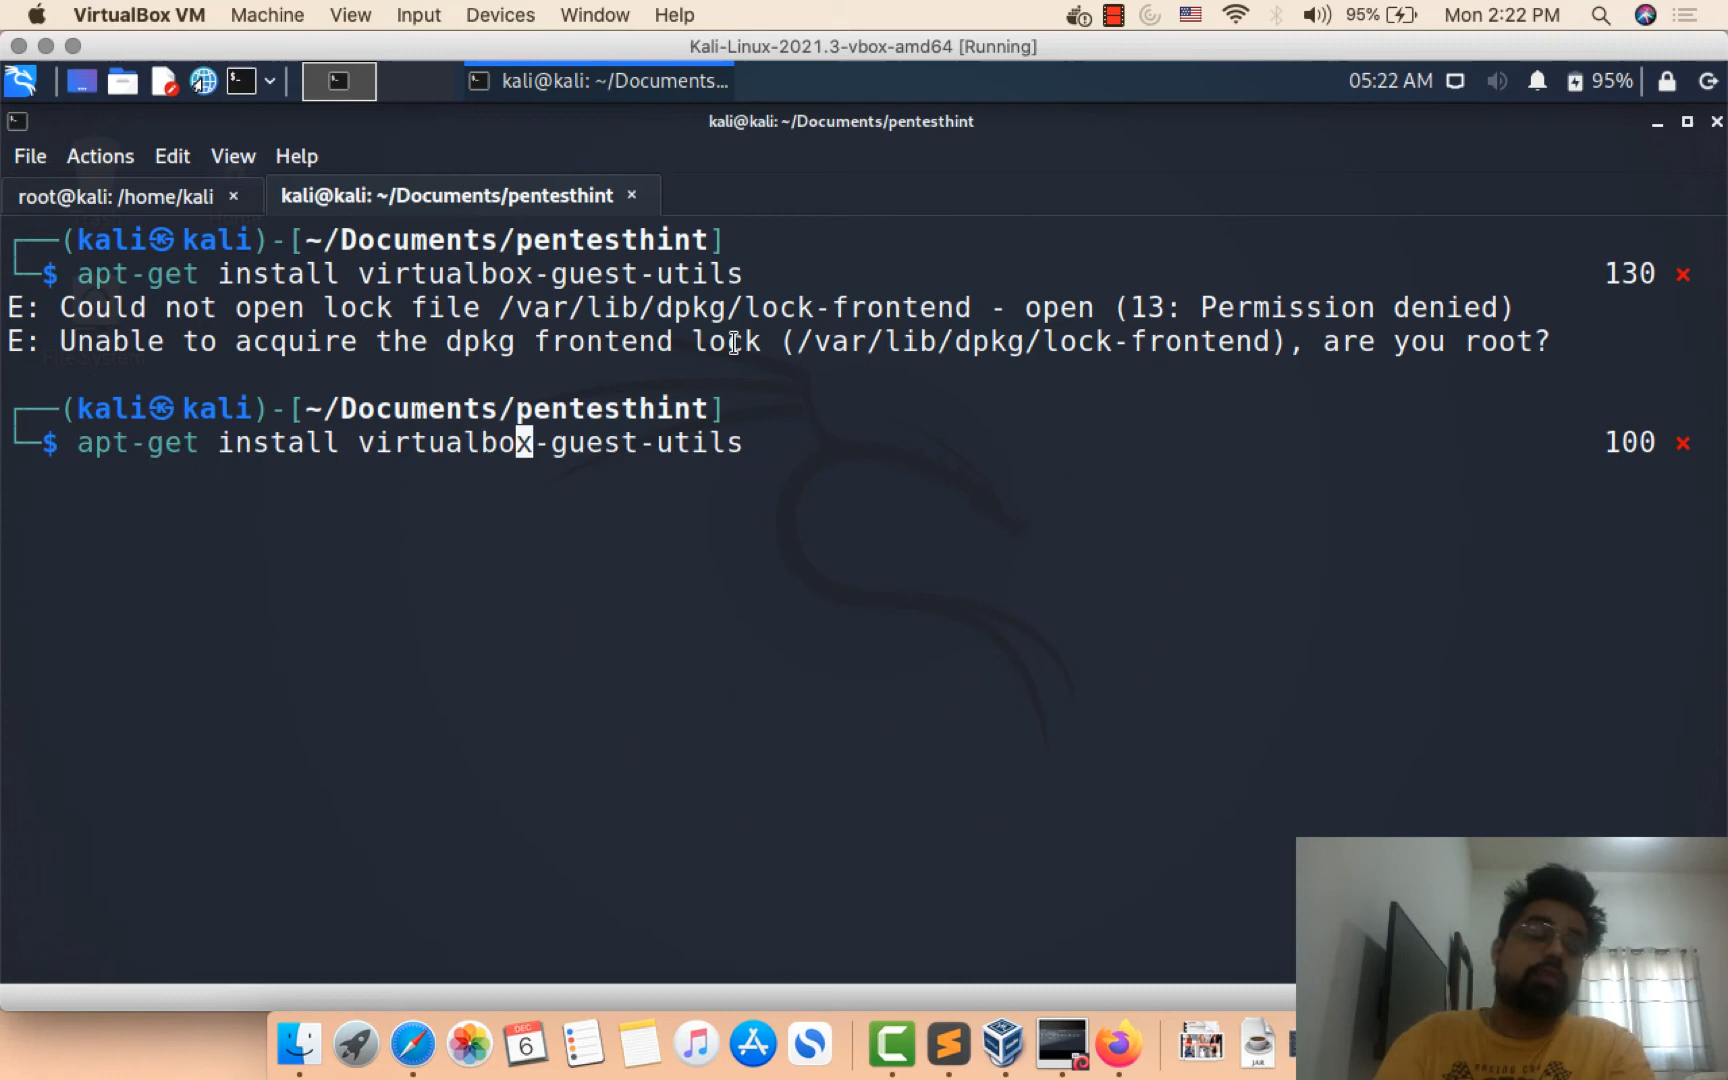 VirtualBox VM Machine View Input Devices Window Help 95% Mon 2:22 PM
Kali-Linux-2021.3-vbox-amd64 [Running]
kali@kali: ~/Documents... 05:22 AM 95%
kali@kali: ~/Documents/pentesthint
File Actions Edit View Help
root@kali: /home/kali × kali@kali: ~/Documents/pentesthint ×
(kali㉿kali)-[~/Documents/pentesthint]
$ apt-get install virtualbox-guest-utils 130 ×
E: Could not open lock file /var/lib/dpkg/lock-frontend - open (13: Permission denied)
E: Unable to acquire the dpkg frontend lock (/var/lib/dpkg/lock-frontend), are you root?
(kali㉿kali)-[~/Documents/pentesthint]
$ apt-get install virtualbox-guest-utils 100 ×
DEC
6
JAR